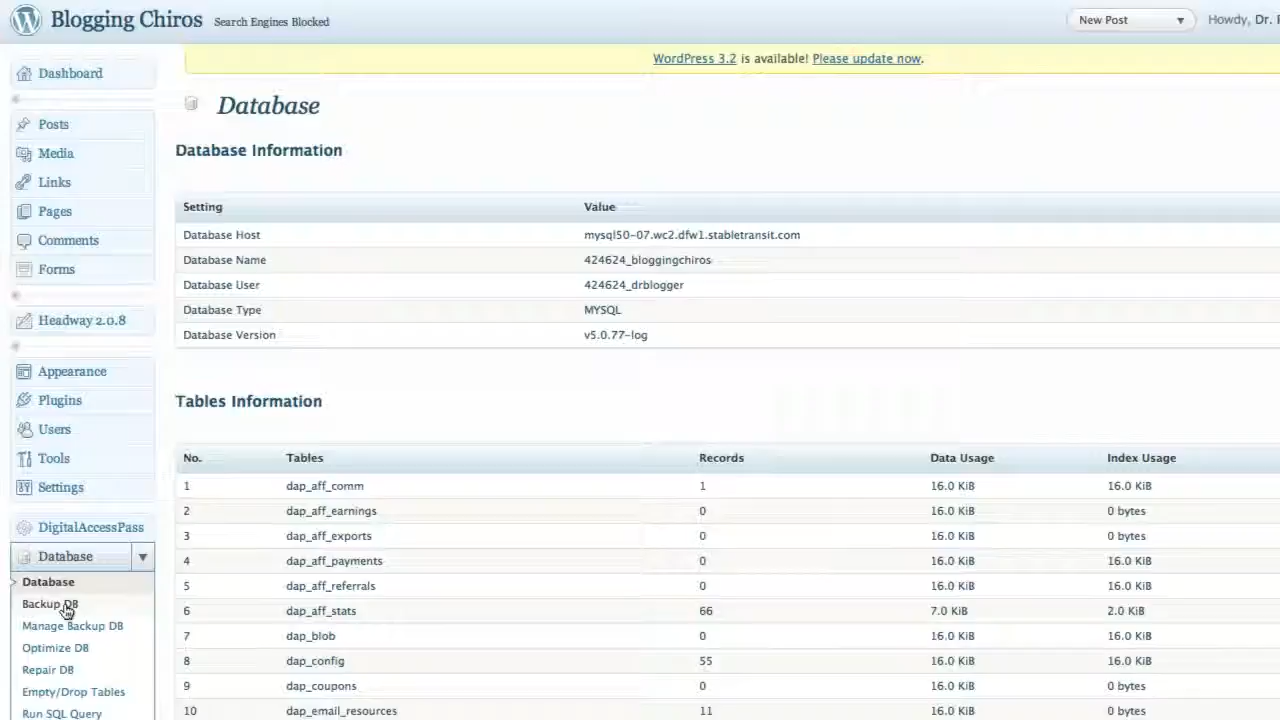 Blogging Chiros Search Engines Blocked New Post Howdy, Dr.
WordPress 3.2 is available! Please update now.
Dashboard
Posts
Media
Links
Pages
Comments
Forms
Headway 2.0.8
Appearance
Plugins
Users
Tools
Settings
DigitalAccessPass
Database
Database
Backup DB
Manage Backup DB
Optimize DB
Repair DB
Empty/Drop Tables
Run SQL Query
Database
Database Information
Setting Value
Database Host mysql50-07.wc2.dfw1.stabletransit.com
Database Name 424624_bloggingchiros
Database User 424624_drblogger
Database Type MYSQL
Database Version v5.0.77-log
Tables Information
No. Tables Records Data Usage Index Usage
1 dap_aff_comm 1 16.0 KiB 16.0 KiB
2 dap_aff_earnings 0 16.0 KiB 0 bytes
3 dap_aff_exports 0 16.0 KiB 0 bytes
4 dap_aff_payments 0 16.0 KiB 0 bytes
5 dap_aff_referrals 0 16.0 KiB 0 bytes
6 dap_aff_stats 66 7.0 KiB 2.0 KiB
7 dap_blob 0 16.0 KiB 0 bytes
8 dap_config 55 16.0 KiB 16.0 KiB
9 dap_coupons 0 16.0 KiB 0 bytes
10 dap_email_resources 11 16.0 KiB 0 bytes